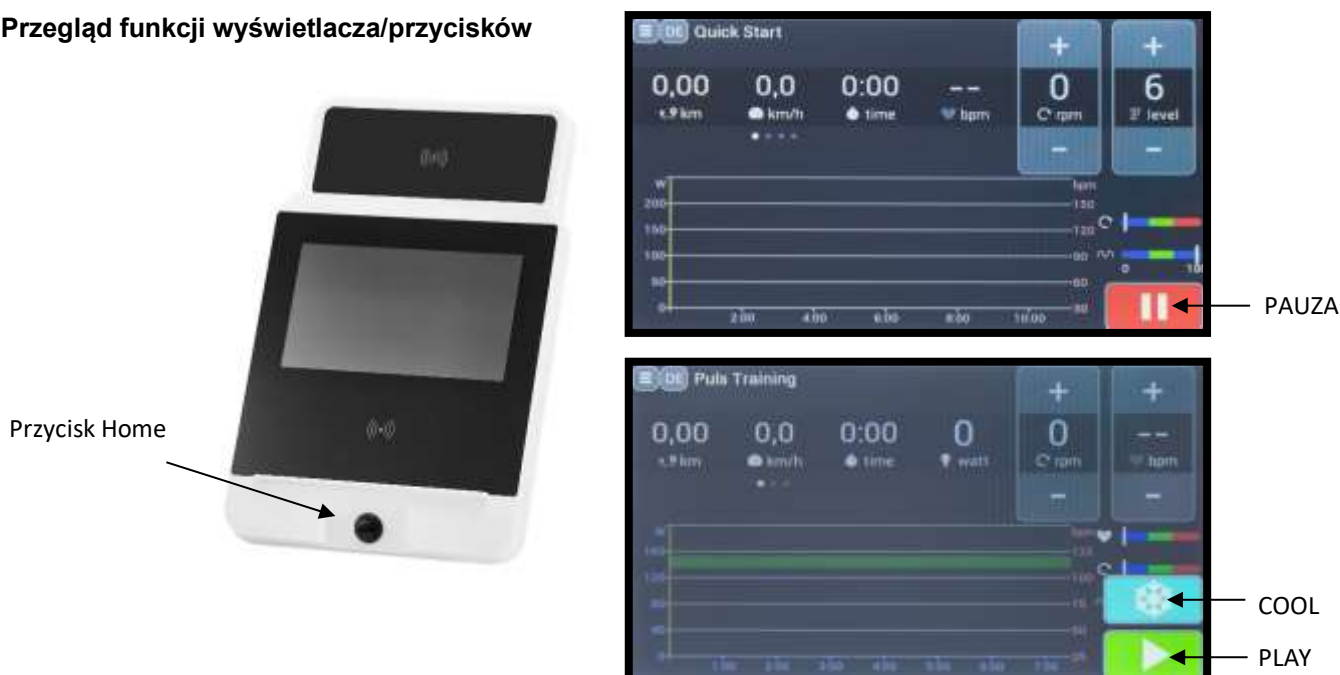 Przegląd funkcji wyświetlacza/przycisków
Przycisk Home
DE Quick Start
0,00 0,0 0:00 -- 0 6
km km/h time bpm rpm level
+ +
- -
W bpm
200 150
150 120
100 90
50 60
0
0 10
2:00 4:00 6:00 8:00 10:00
PAUZA
DE Puls Training
0,00 0,0 0:00 0 0 --
km km/h time watt rpm bpm
+ +
- -
COOL
PLAY